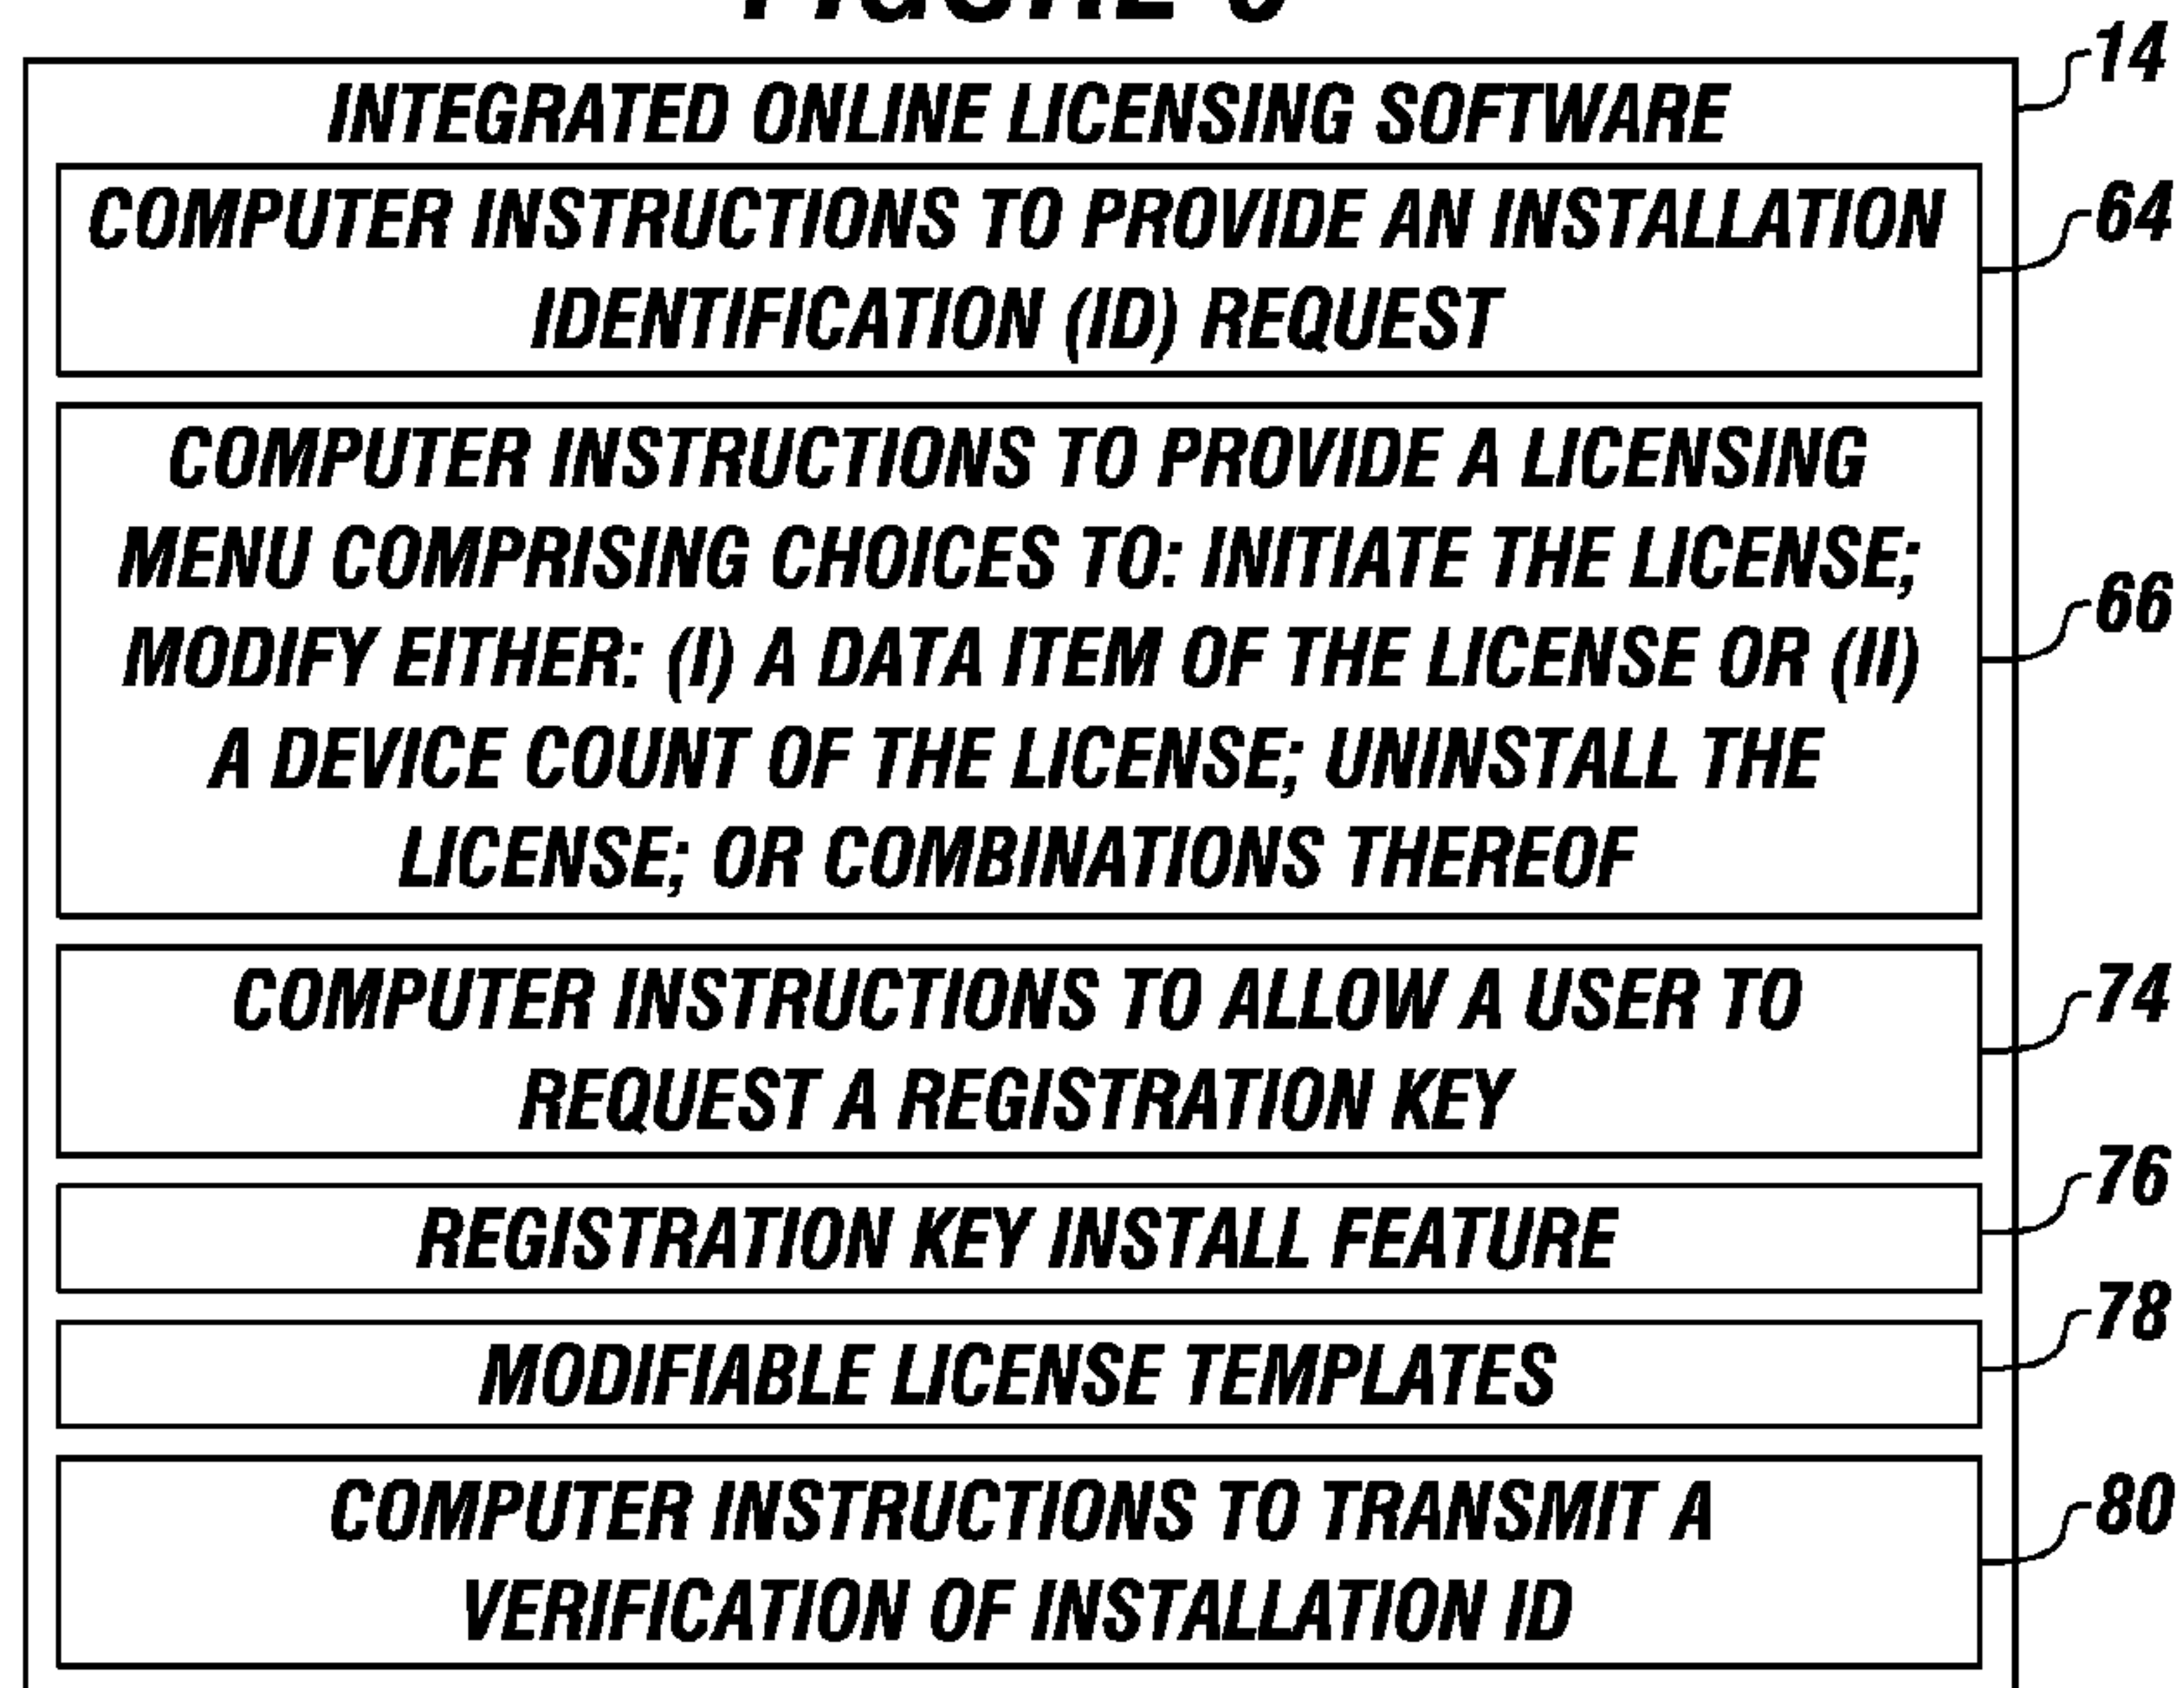 14
INTEGRATED ONLINE LICENSING SOFTWARE
COMPUTER INSTRUCTIONS TO PROVIDE AN INSTALLATION
IDENTIFICATION (ID) REQUEST
64
COMPUTER INSTRUCTIONS TO PROVIDE A LICENSING
MENU COMPRISING CHOICES TO: INITIATE THE LICENSE;
MODIFY EITHER: (I) A DATA ITEM OF THE LICENSE OR (II)
A DEVICE COUNT OF THE LICENSE; UNINSTALL THE
LICENSE; OR COMBINATIONS THEREOF
66
COMPUTER INSTRUCTIONS TO ALLOW A USER TO
REQUEST A REGISTRATION KEY
74
REGISTRATION KEY INSTALL FEATURE
76
MODIFIABLE LICENSE TEMPLATES
78
COMPUTER INSTRUCTIONS TO TRANSMIT A
VERIFICATION OF INSTALLATION ID
80